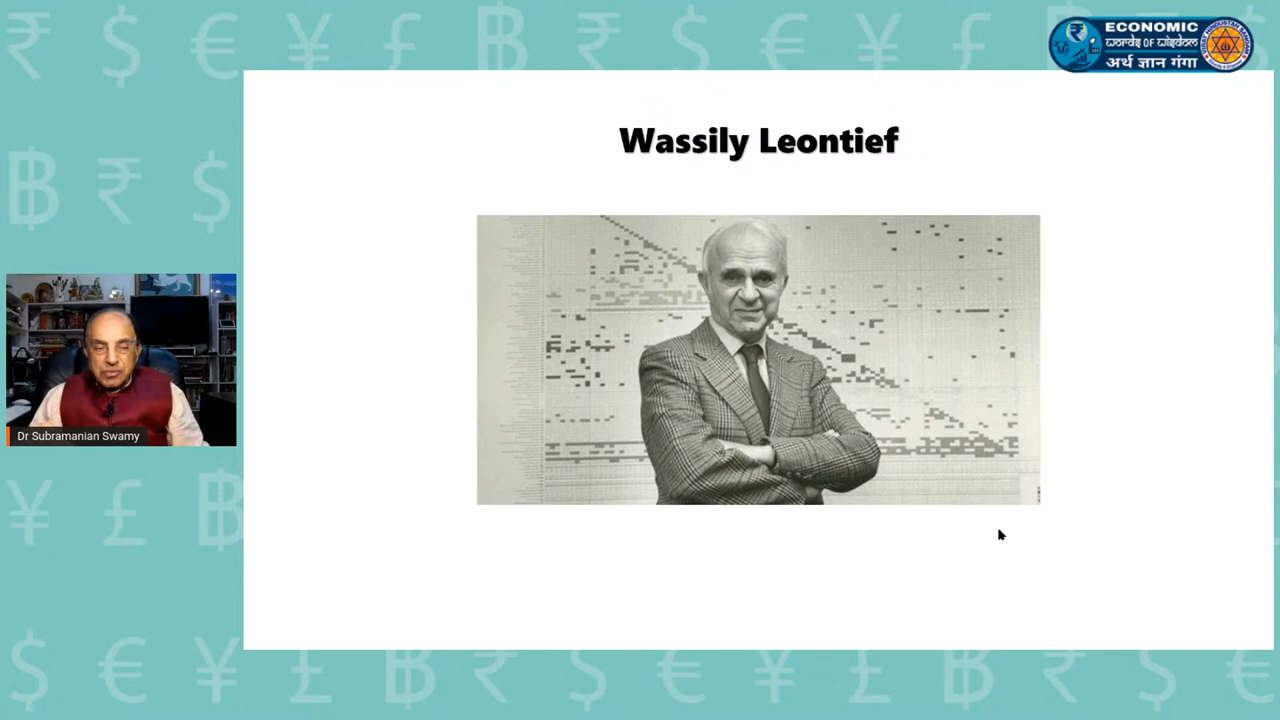 ECONOMIC
WORDS OF WISDOM
अर्थ ज्ञान गंगा
Wassily Leontief
Dr Subramanian Swamy